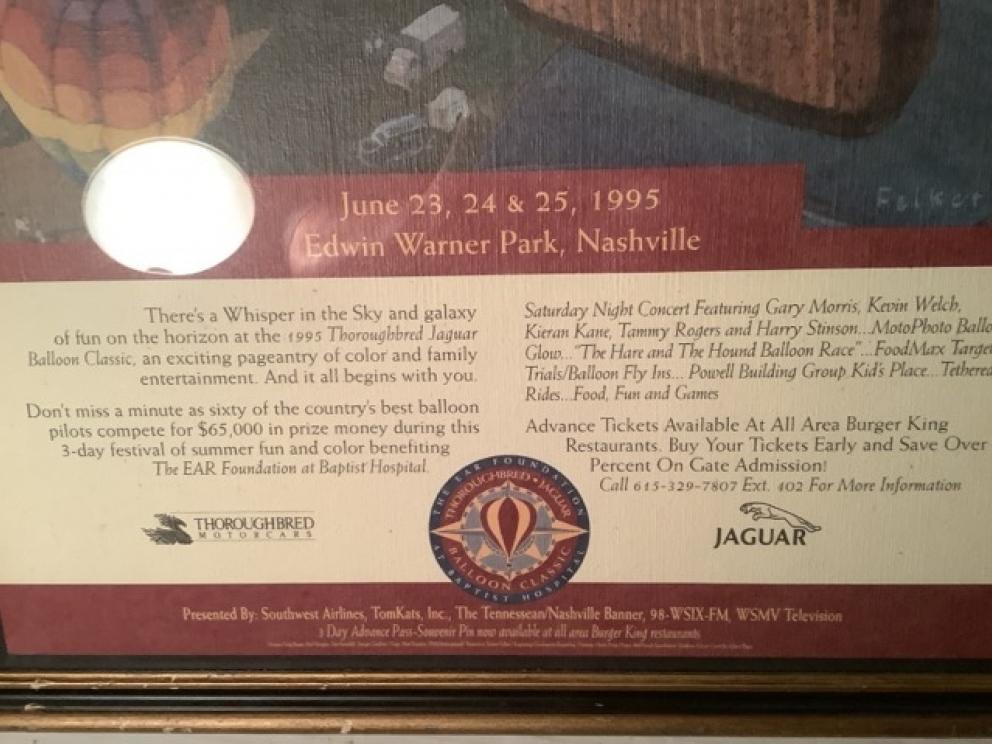 Felker
June 23, 24 & 25, 1995
Edwin Warner Park, Nashville
There's a Whisper in the Sky and galaxy
of fun on the horizon at the 1995 Thoroughbred Jaguar
Balloon Classic, an exciting pageantry of color and family
entertainment. And it all begins with you.
Don't miss a minute as sixty of the country's best balloon
pilots compete for $65,000 in prize money during this
3-day festival of summer fun and color benefiting
The EAR Foundation at Baptist Hospital.
Saturday Night Concert Featuring Gary Morris, Kevin Welch,
Kieran Kane, Tammy Rogers and Harry Stinson...MotoPhoto Ballo
Glow..."The Hare and The Hound Balloon Race"...FoodMax Target
Trials/Balloon Fly Ins... Powell Building Group Kid's Place...Tethered
Rides...Food, Fun and Games
Advance Tickets Available At All Area Burger King
Restaurants. Buy Your Tickets Early and Save Over
Percent On Gate Admission!
Call 615-329-7807 Ext. 402 For More Information
THOROUGHBRED
MOTORCARS
THE EAR FOUNDATION
AT BAPTIST HOSPITAL
THOROUGHBRED • JAGUAR
BALLOON CLASSIC
JAGUAR
Presented By: Southwest Airlines, TomKats, Inc., The Tennessean/Nashville Banner, 98-WSIX-FM, WSMV Television
3 Day Advance Pass-Souvenir Pin now available at all area Burger King restaurants